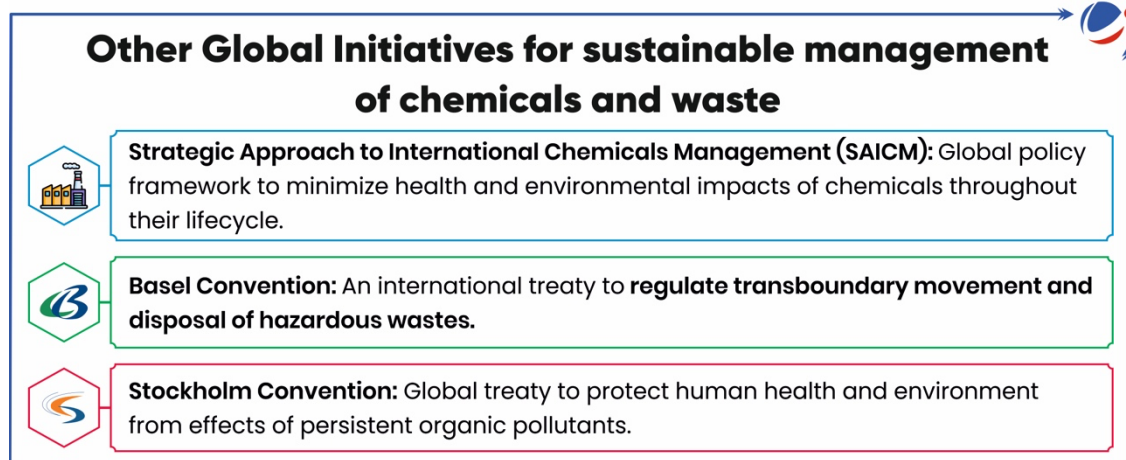 Other Global Initiatives for sustainable management
of chemicals and waste
Strategic Approach to International Chemicals Management (SAICM): Global policy
framework to minimize health and environmental impacts of chemicals throughout
their lifecycle.
Basel Convention: An international treaty to regulate transboundary movement and
disposal of hazardous wastes.
Stockholm Convention: Global treaty to protect human health and environment
from effects of persistent organic pollutants.